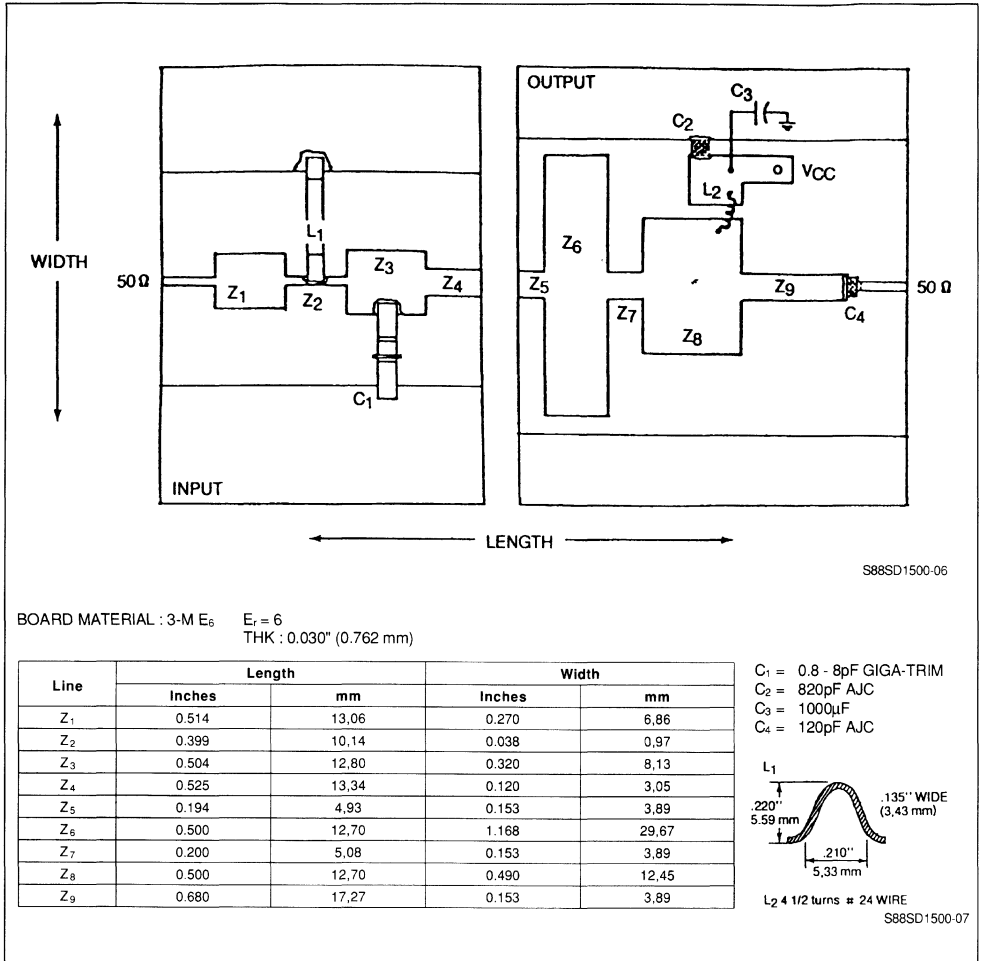 OUTPUT
C3
C2
VCC
L2
WIDTH
L1
Z6
50 Ω
Z1
Z2
Z3
Z4
Z5
Z7
Z8
Z9
C4
50 Ω
C1
INPUT
LENGTH
S88SD1500-06
BOARD MATERIAL : 3-M E6 Er = 6
THK : 0.030" (0.762 mm)
Line Length Width
Inches mm Inches mm
Z1 0.514 13,06 0.270 6,86
Z2 0.399 10,14 0.038 0,97
Z3 0.504 12,80 0.320 8,13
Z4 0.525 13,34 0.120 3,05
Z5 0.194 4,93 0.153 3,89
Z6 0.500 12,70 1.168 29,67
Z7 0.200 5,08 0.153 3,89
Z8 0.500 12,70 0.490 12,45
Z9 0.680 17,27 0.153 3,89
C1 = 0.8 - 8pF GIGA-TRIM
C2 = 820pF AJC
C3 = 1000µF
C4 = 120pF AJC
L1
.220"
5.59 mm
.135" WIDE
(3,43 mm)
.210"
5,33 mm
L2 4 1/2 turns # 24 WIRE
S88SD1500-07